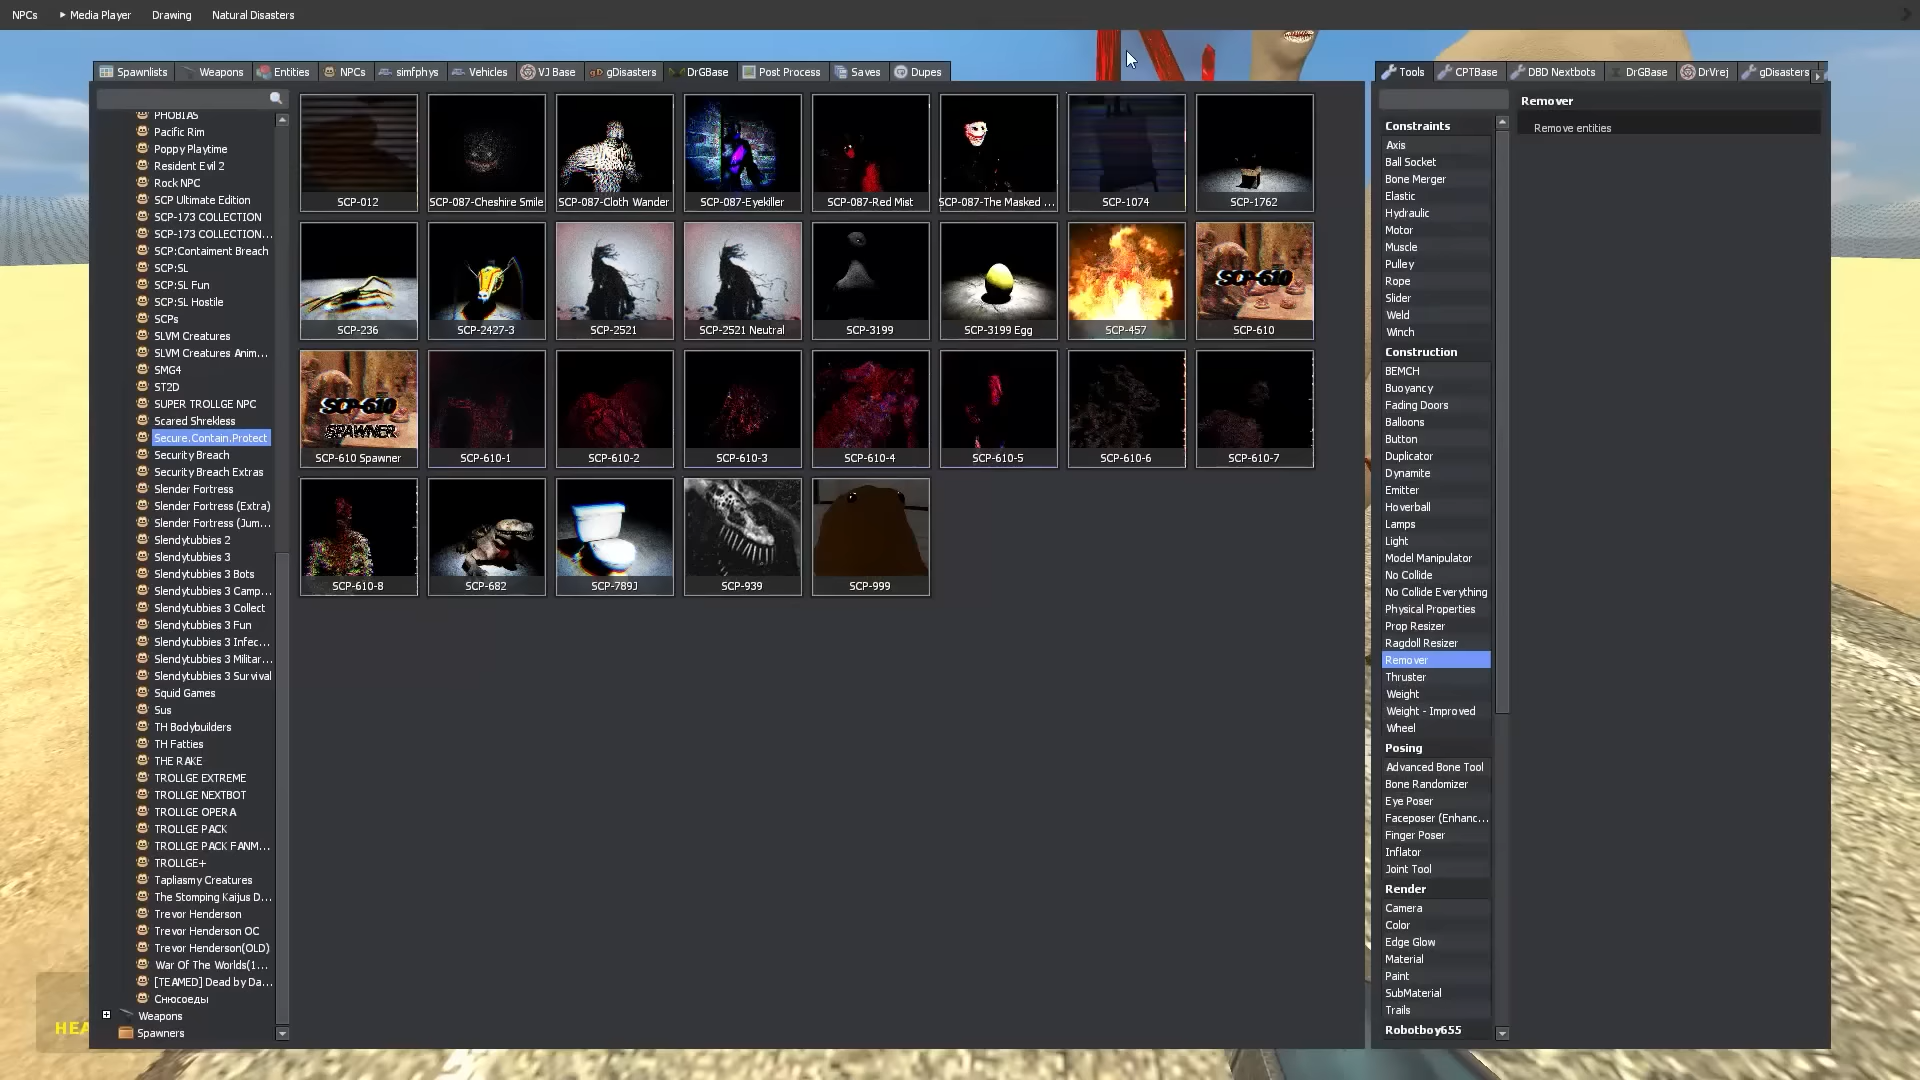 NPCs
Media Player
Drawing
Natural Disasters
Spawnlists
Weapons
Entities
NPCs
simfphys
Vehicles
VJ Base
gDisasters
DrGBase
Post Process
Saves
Dupes
Tools
CPTBase
DBD Nextbots
DrGBase
DrVrej
gDisasters
PHOBIAS
Pacific Rim
Poppy Playtime
Resident Evil 2
Rock NPC
SCP Ultimate Edition
SCP-173 COLLECTION
SCP-173 COLLECTION...
SCP:Contaiment Breach
SCP:SL
SCP:SL Fun
SCP:SL Hostile
SCPs
SLVM Creatures
SLVM Creatures Anim...
SMG4
ST2D
SUPER TROLLGE NPC
Scared Shrekless
Secure.Contain.Protect
Security Breach
Security Breach Extras
Slender Fortress
Slender Fortress (Extra)
Slender Fortress (Jum...
Slendytubbies 2
Slendytubbies 3
Slendytubbies 3 Bots
Slendytubbies 3 Camp...
Slendytubbies 3 Collect
Slendytubbies 3 Fun
Slendytubbies 3 Infec...
Slendytubbies 3 Militar...
Slendytubbies 3 Survival
Squid Games
Sus
TH Bodybuilders
TH Fatties
THE RAKE
TROLLGE EXTREME
TROLLGE NEXTBOT
TROLLGE OPERA
TROLLGE PACK
TROLLGE PACK FANM...
TROLLGE+
Tapliasmy Creatures
The Stomping Kaijus D...
Trevor Henderson
Trevor Henderson OC
Trevor Henderson(OLD)
War Of The Worlds(1...
[TEAMED] Dead by Da...
Снюсоеды
Weapons
Spawners
HEA
SCP-012
SCP-087-Cheshire Smile
SCP-087-Cloth Wander
SCP-087-Eyekiller
SCP-087-Red Mist
SCP-087-The Masked ...
SCP-1074
SCP-1762
SCP-236
SCP-2427-3
SCP-2521
SCP-2521 Neutral
SCP-3199
SCP-3199 Egg
SCP-457
SCP-610
SCP-610
SCP-610
SPAWNER
SCP-610 Spawner
SCP-610-1
SCP-610-2
SCP-610-3
SCP-610-4
SCP-610-5
SCP-610-6
SCP-610-7
SCP-610-8
SCP-682
SCP-789J
SCP-939
SCP-999
Constraints
Axis
Ball Socket
Bone Merger
Elastic
Hydraulic
Motor
Muscle
Pulley
Rope
Slider
Weld
Winch
Construction
BEMCH
Buoyancy
Fading Doors
Balloons
Button
Duplicator
Dynamite
Emitter
Hoverball
Lamps
Light
Model Manipulator
No Collide
No Collide Everything
Physical Properties
Prop Resizer
Ragdoll Resizer
Remover
Thruster
Weight
Weight - Improved
Wheel
Posing
Advanced Bone Tool
Bone Randomizer
Eye Poser
Faceposer (Enhanc...
Finger Poser
Inflator
Joint Tool
Render
Camera
Color
Edge Glow
Material
Paint
SubMaterial
Trails
Robotboy655
Remover
Remove entities